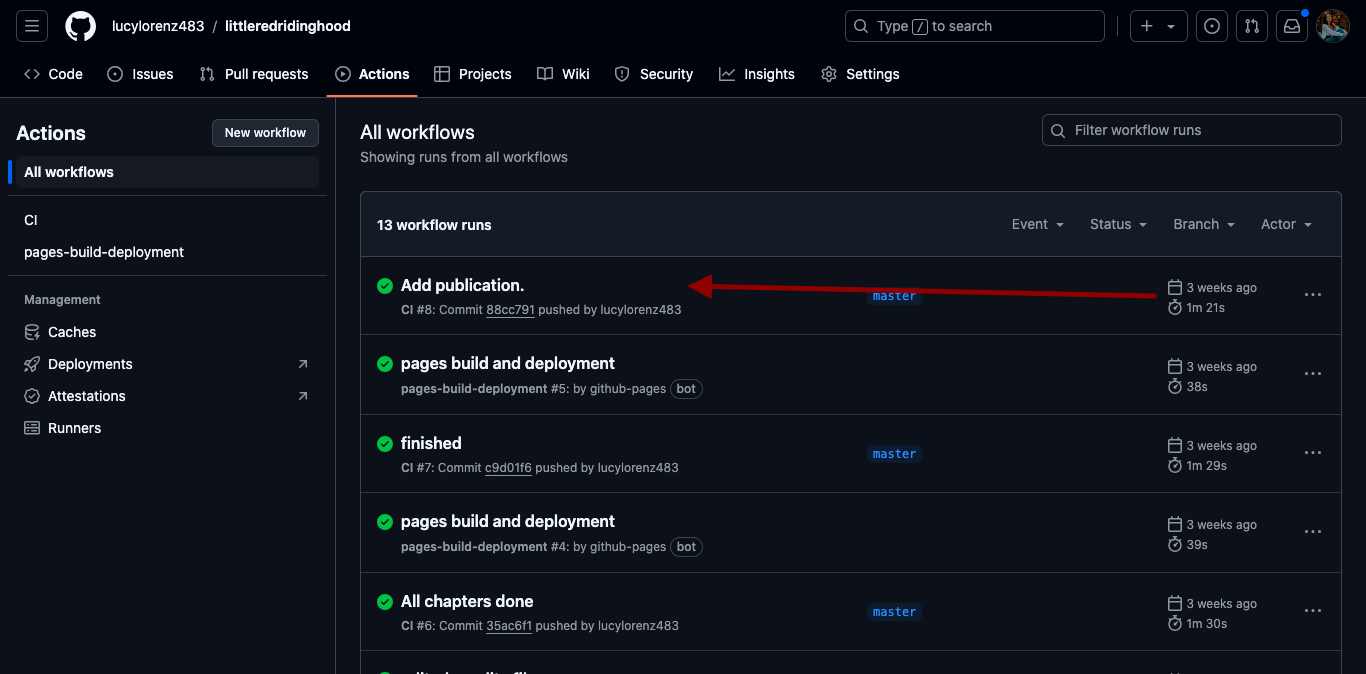 lucylorenz483 / littleredridinghood
Type / to search
Code Issues Pull requests Actions Projects Wiki Security Insights Settings
Actions
New workflow
All workflows
CI
pages-build-deployment
Management
Caches
Deployments
Attestations
Runners
All workflows
Showing runs from all workflows
Filter workflow runs
13 workflow runs
Event Status Branch Actor
Add publication.
CI #8: Commit 88cc791 pushed by lucylorenz483
master
3 weeks ago
1m 21s
pages build and deployment
pages-build-deployment #5: by github-pages bot
3 weeks ago
38s
finished
CI #7: Commit c9d01f6 pushed by lucylorenz483
master
3 weeks ago
1m 29s
pages build and deployment
pages-build-deployment #4: by github-pages bot
3 weeks ago
39s
All chapters done
CI #6: Commit 35ac6f1 pushed by lucylorenz483
master
3 weeks ago
1m 30s